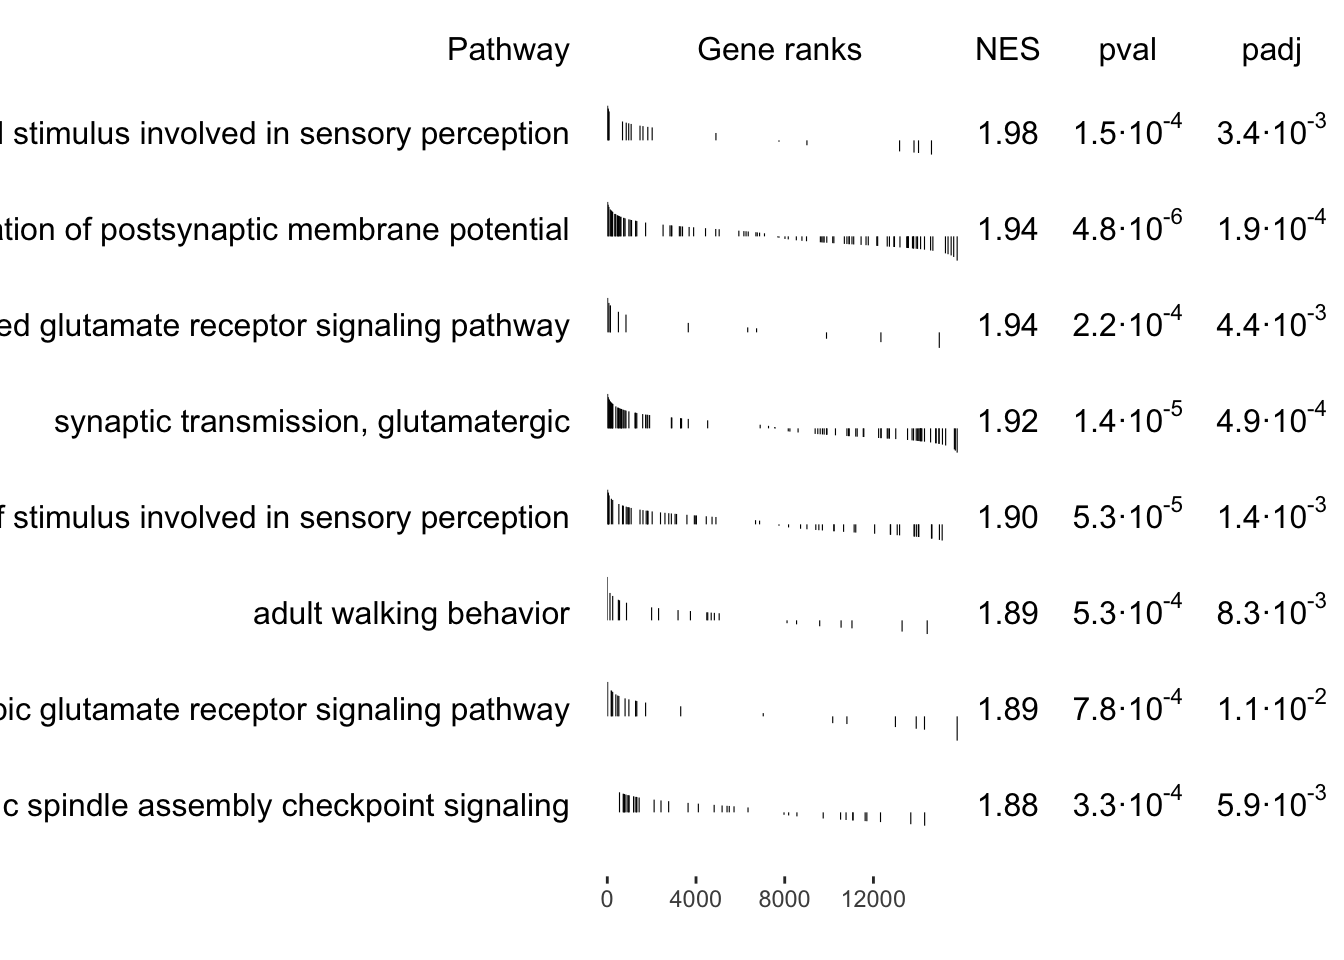 Pathway Gene ranks NES pval padj
stimulus involved in sensory perception 1.98 1.5·10-4 3.4·10-3
of postsynaptic membrane potential 1.94 4.8·10-6 1.9·10-4
glutamate receptor signaling pathway 1.94 2.2·10-4 4.4·10-3
synaptic transmission, glutamatergic 1.92 1.4·10-5 4.9·10-4
stimulus involved in sensory perception 1.90 5.3·10-5 1.4·10-3
adult walking behavior 1.89 5.3·10-4 8.3·10-3
glutamate receptor signaling pathway 1.89 7.8·10-4 1.1·10-2
spindle assembly checkpoint signaling 1.88 3.3·10-4 5.9·10-3
0 4000 8000 12000